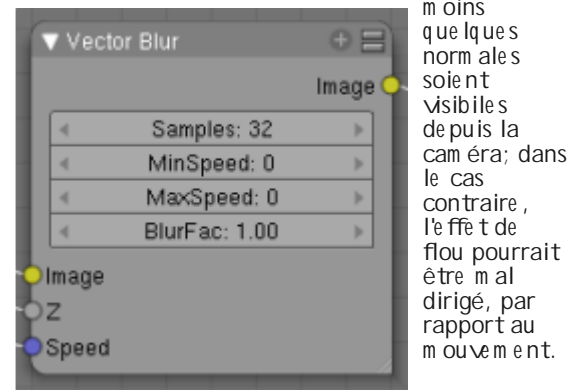 Vector Blur
Image
Samples: 32
MinSpeed: 0
MaxSpeed: 0
BlurFac: 1.00
Image
Z
Speed
moins
quelques
normales
soient
visibiles
depuis la
caméra; dans
le cas
contraire,
l'effet de
flou pourrait
être mal
dirigé, par
rapport au
mouvement.